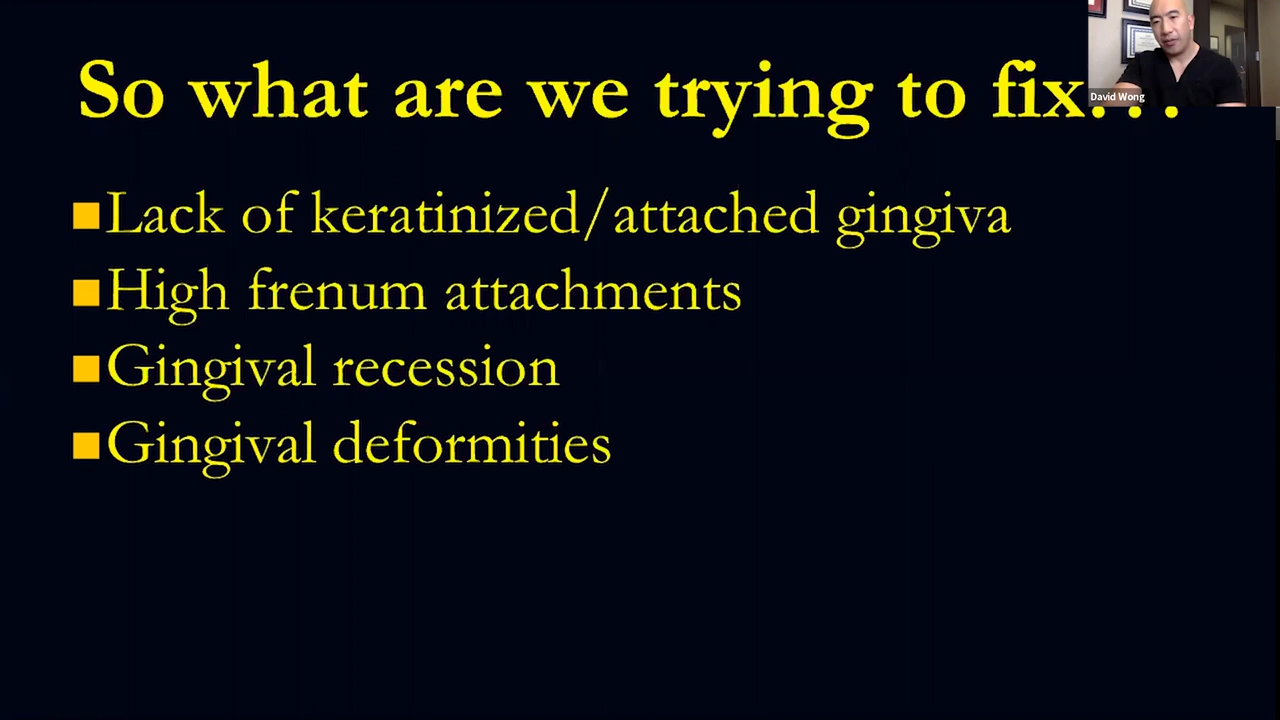 So what are we trying to fix. . .
David Wong
■Lack of keratinized/attached gingiva
■High frenum attachments
■Gingival recession
■Gingival deformities